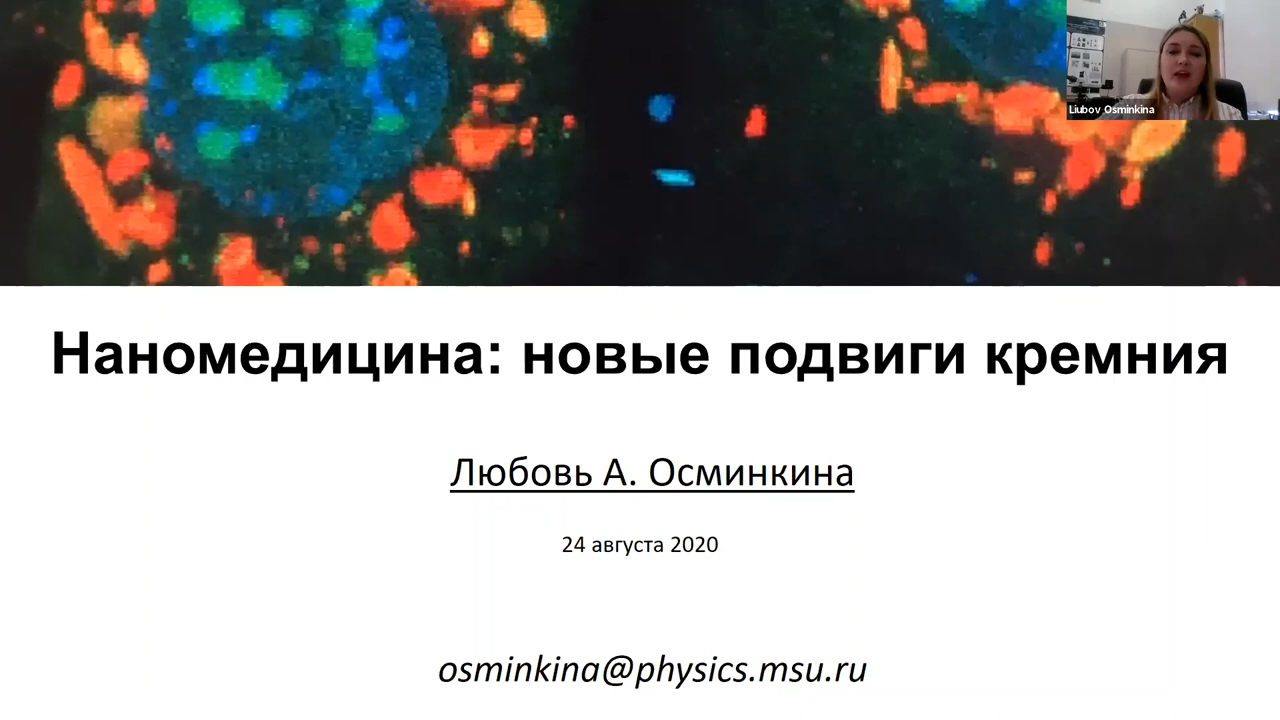 Liubov Osminkina
Наномедицина: новые подвиги кремния
Любовь А. Осминкина
24 августа 2020
osminkina@physics.msu.ru